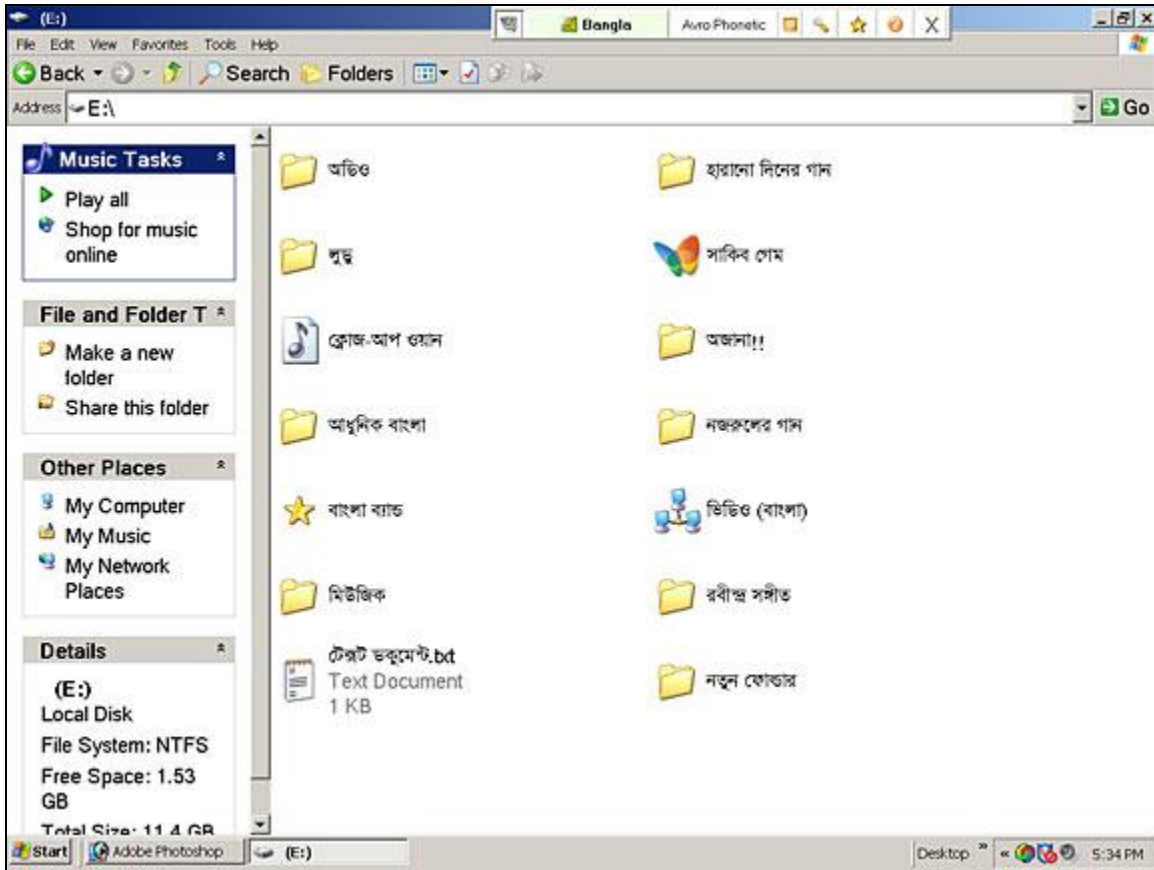 (E:)
Bangla
Avro Phonetic
X
File Edit View Favorites Tools Help
Back
Search
Folders
Address E:\
Go
Music Tasks
Play all
Shop for music
online
File and Folder T
Make a new
folder
Share this folder
Other Places
My Computer
My Music
My Network
Places
Details
(E:)
Local Disk
File System: NTFS
Free Space: 1.53
GB
Total Size: 11.4 GB
অডিও
হারানো দিনের গান
লুডু
সাকিব গেম
ক্লোজ-আপ ওয়ান
অজানা!!
আধুনিক বাংলা
নজরুলের গান
বাংলা ব্যান্ড
ভিডিও (বাংলা)
মিউজিক
রবীন্দ্র সঙ্গীত
টেক্সট ডকুমেন্ট.txt
Text Document
1 KB
নতুন ফোল্ডার
Start
Adobe Photoshop
(E:)
Desktop
5:34 PM